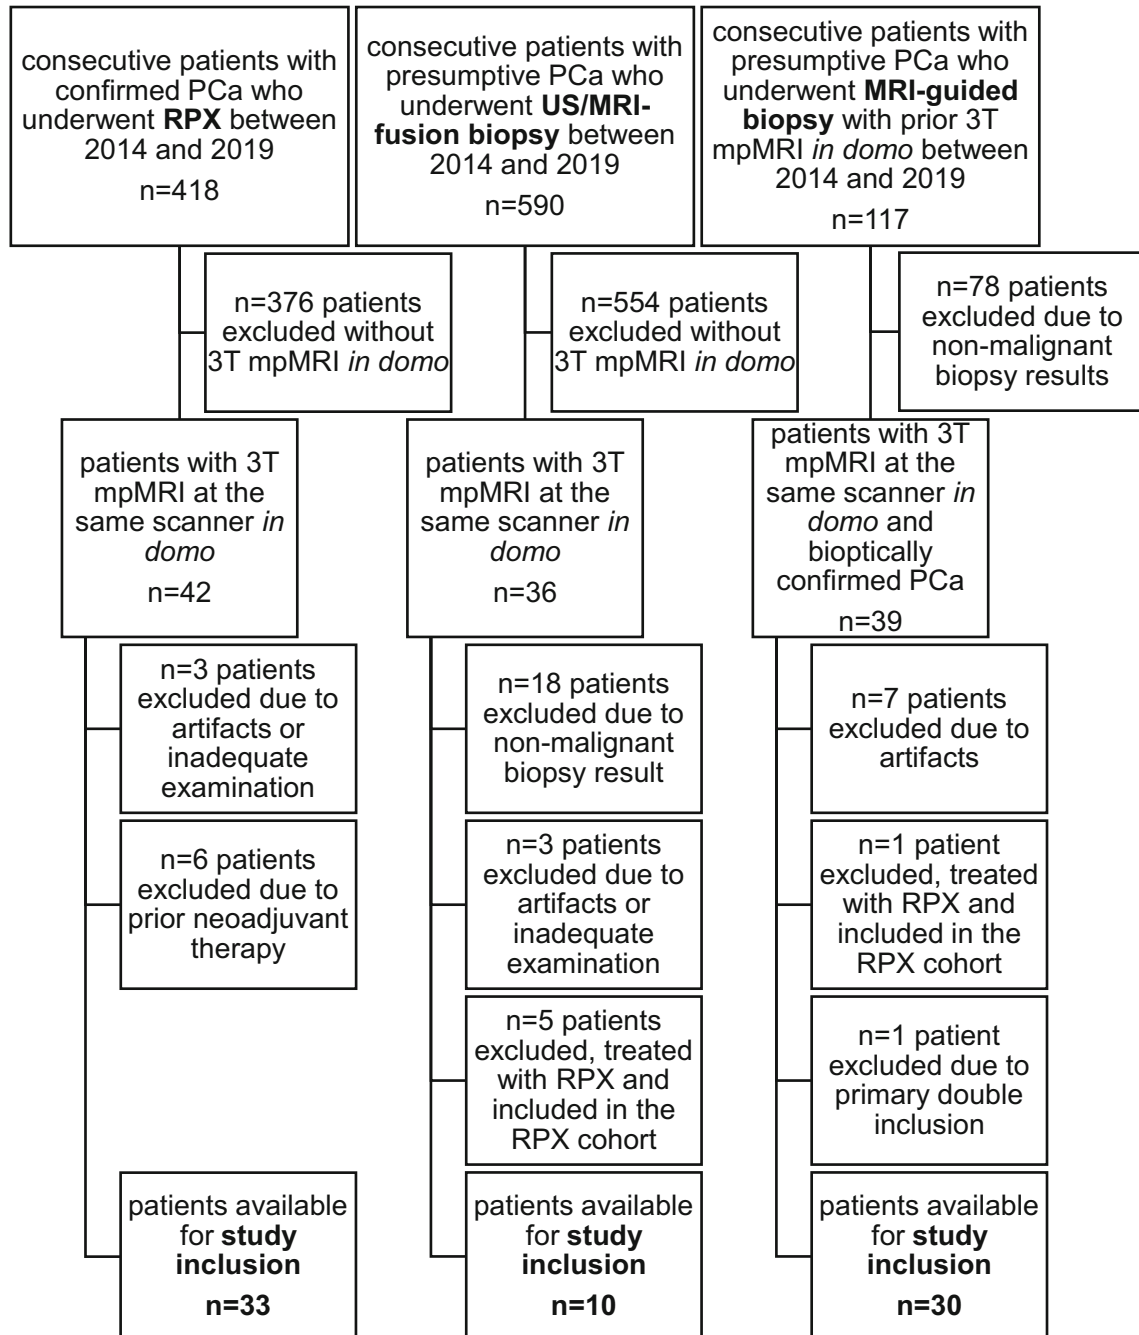 consecutive patients with
confirmed PCa who
underwent RPX between
2014 and 2019
n=418
consecutive patients with
presumptive PCa who
underwent US/MRI-
fusion biopsy between
2014 and 2019
n=590
consecutive patients with
presumptive PCa who
underwent MRI-guided
biopsy with prior 3T
mpMRI in domo between
2014 and 2019
n=117
n=376 patients
excluded without
3T mpMRI in domo
n=554 patients
excluded without
3T mpMRI in domo
n=78 patients
excluded due to
non-malignant
biopsy results
patients with 3T
mpMRI at the
same scanner in
domo
n=42
patients with 3T
mpMRI at the
same scanner in
domo
n=36
patients with 3T
mpMRI at the
same scanner in
domo and
bioptically
confirmed PCa
n=39
n=3 patients
excluded due to
artifacts or
inadequate
examination
n=18 patients
excluded due to
non-malignant
biopsy result
n=7 patients
excluded due to
artifacts
n=6 patients
excluded due to
prior neoadjuvant
therapy
n=3 patients
excluded due to
artifacts or
inadequate
examination
n=1 patient
excluded, treated
with RPX and
included in the
RPX cohort
n=5 patients
excluded, treated
with RPX and
included in the
RPX cohort
n=1 patient
excluded due to
primary double
inclusion
patients available
for study
inclusion
n=33
patients available
for study
inclusion
n=10
patients available
for study
inclusion
n=30